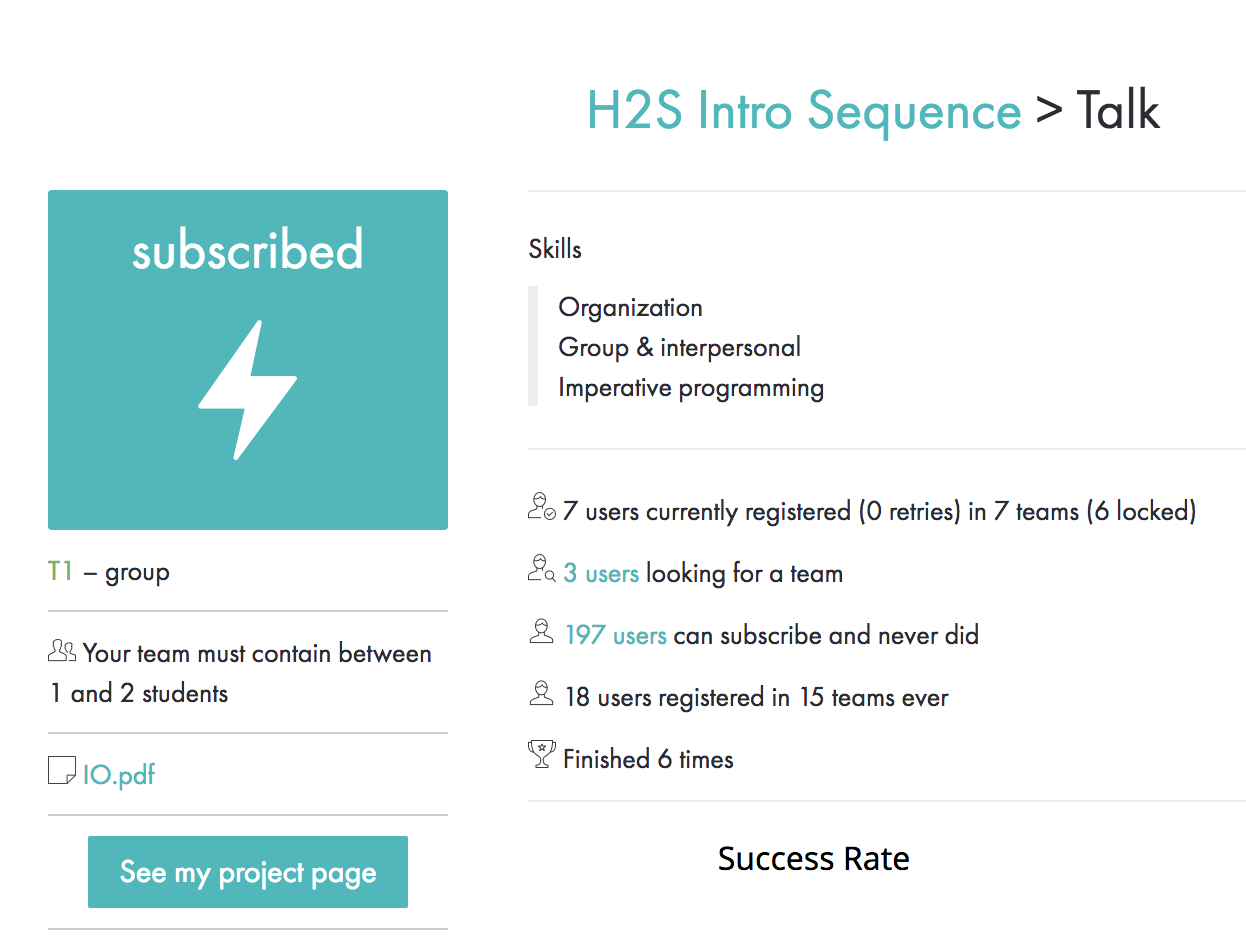 H2S Intro Sequence > Talk
subscribed
T1 – group
Your team must contain between
1 and 2 students
IO.pdf
See my project page
Skills
Organization
Group & interpersonal
Imperative programming
7 users currently registered (0 retries) in 7 teams (6 locked)
3 users looking for a team
197 users can subscribe and never did
18 users registered in 15 teams ever
Finished 6 times
Success Rate